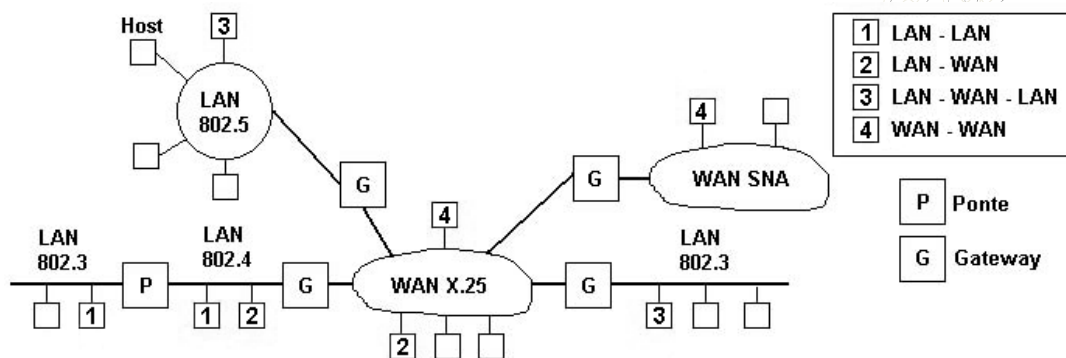 Host
3
LAN
802.5
1 LAN - LAN
2 LAN - WAN
3 LAN - WAN - LAN
4 WAN - WAN
4
WAN SNA
G
G
P Ponte
G Gateway
4
LAN
802.3
LAN
802.4
LAN
802.3
P
G
WAN X.25
G
1
1
2
2
3